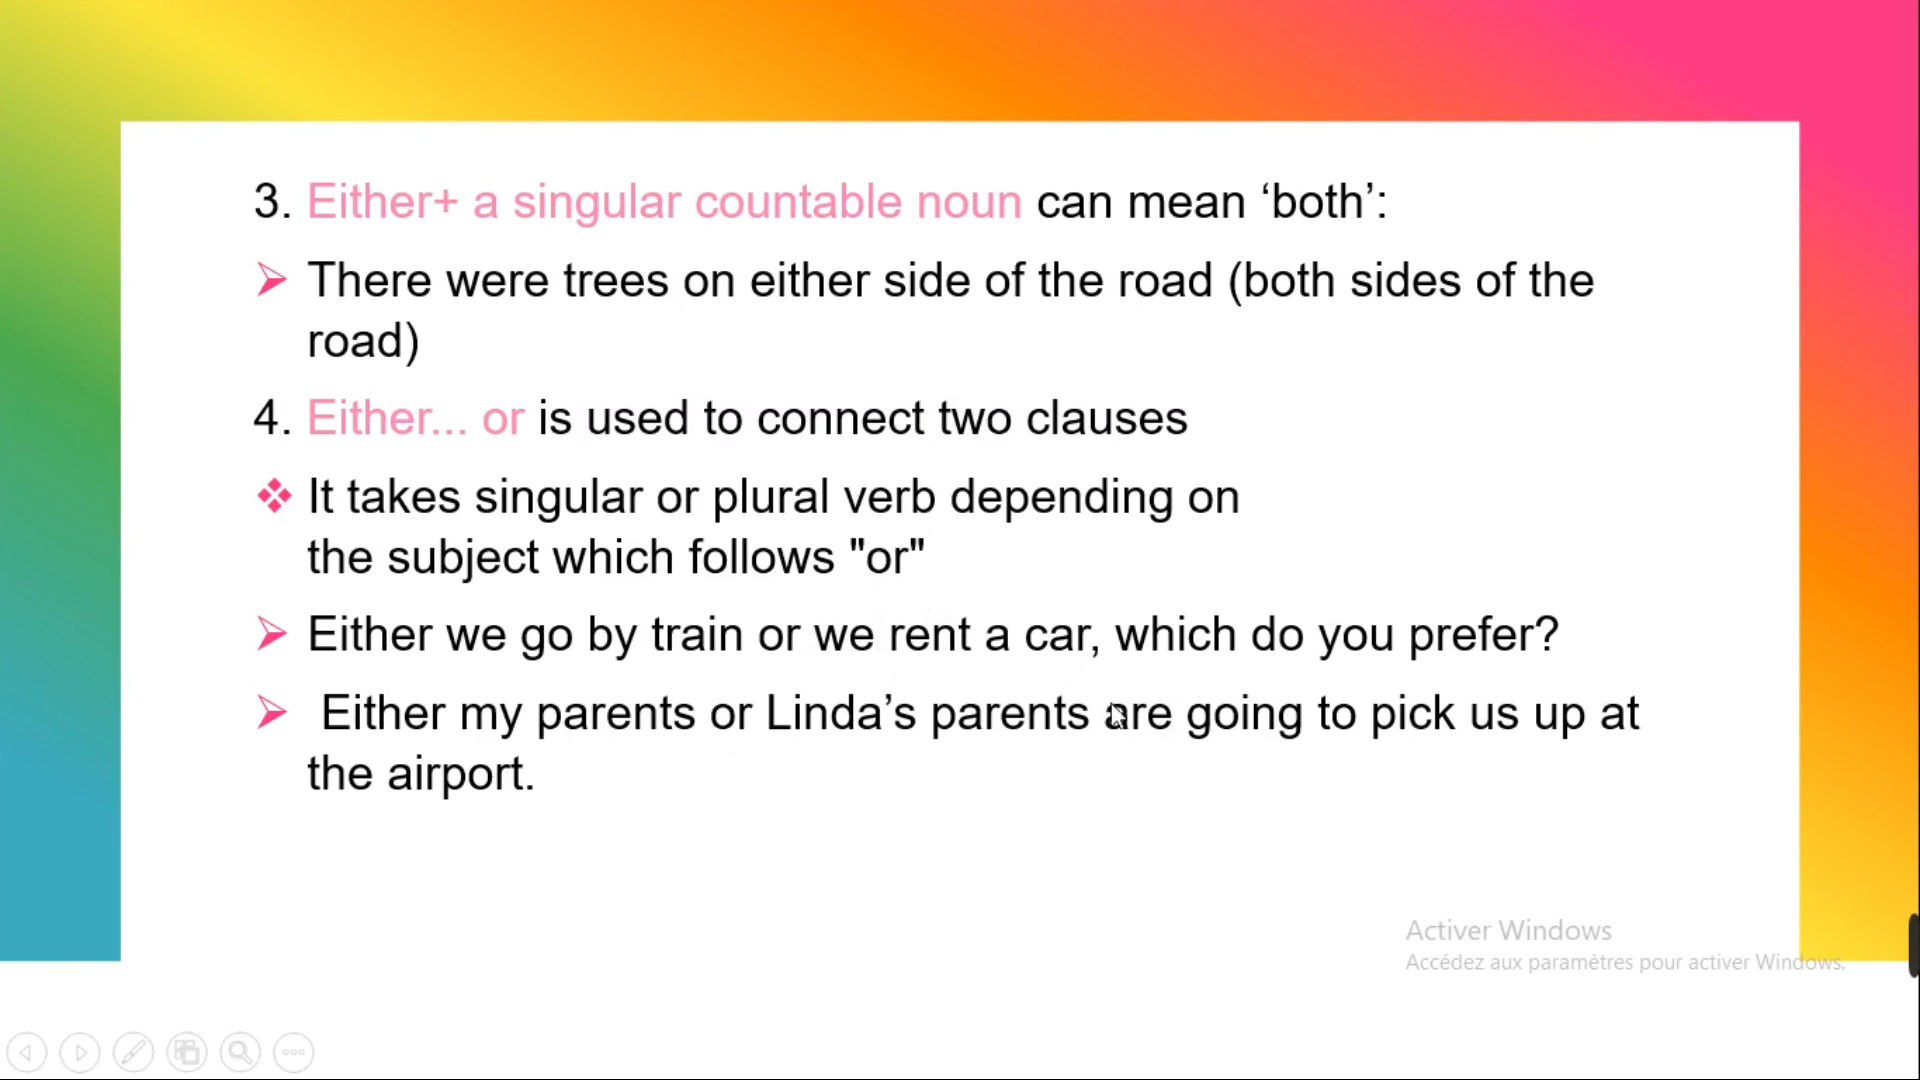 3. Either+ a singular countable noun can mean ‘both’:
There were trees on either side of the road (both sides of the
road)
4. Either... or is used to connect two clauses
It takes singular or plural verb depending on
the subject which follows "or"
Either we go by train or we rent a car, which do you prefer?
Either my parents or Linda’s parents are going to pick us up at
the airport.
Activer Windows
Accédez aux paramètres pour activer Windows.